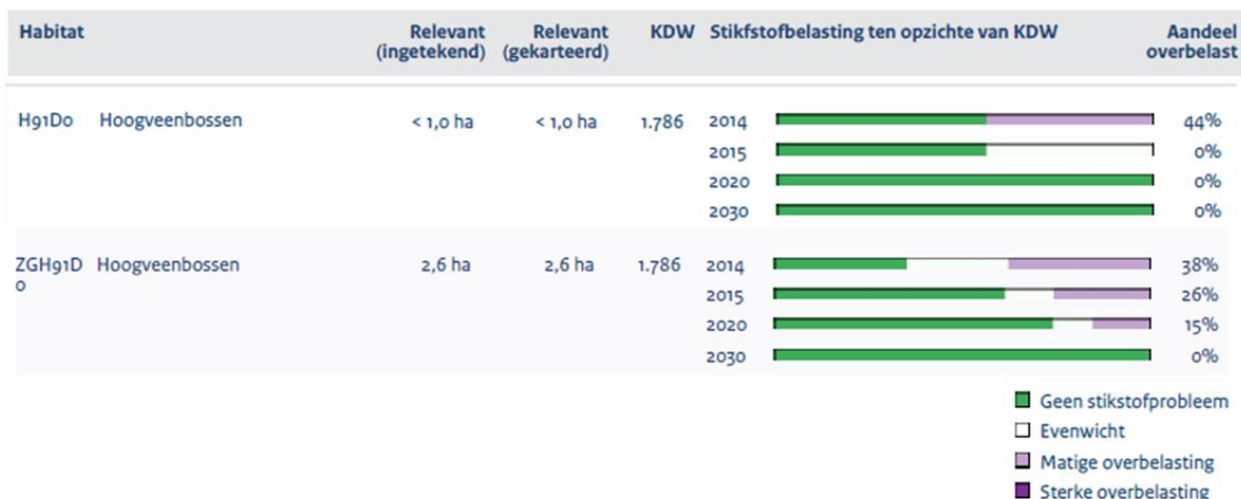 Habitat Relevant (ingetekend) Relevant (gekarteerd) KDW Stikfstofbelasting ten opzichte van KDW Aandeel overbelast
H91D0 Hoogveenbossen < 1,0 ha < 1,0 ha 1.786 2014 44%
2015 0%
2020 0%
2030 0%
ZGH91D0 Hoogveenbossen 2,6 ha 2,6 ha 1.786 2014 38%
2015 26%
2020 15%
2030 0%
Geen stikstofprobleem
Evenwicht
Matige overbelasting
Sterke overbelasting